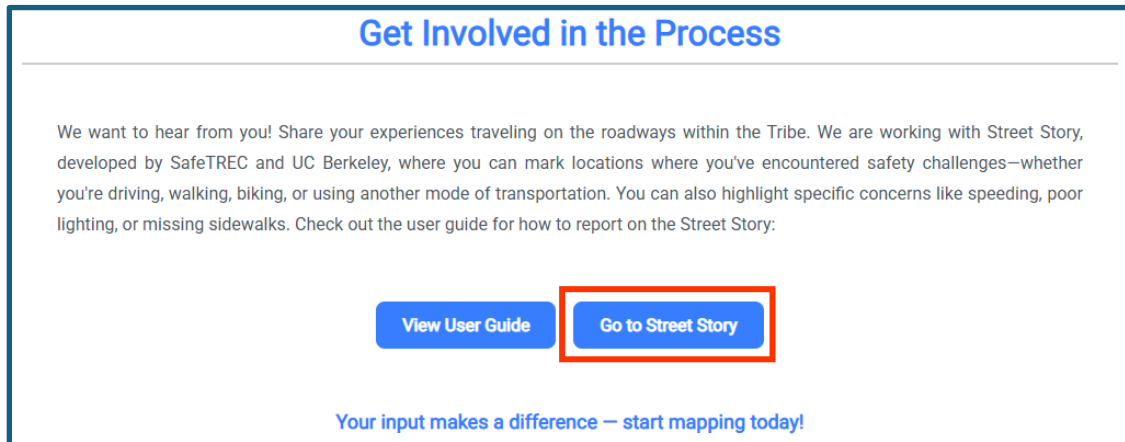 Get Involved in the Process
We want to hear from you! Share your experiences traveling on the roadways within the Tribe. We are working with Street Story,
developed by SafeTREC and UC Berkeley, where you can mark locations where you've encountered safety challenges—whether
you're driving, walking, biking, or using another mode of transportation. You can also highlight specific concerns like speeding, poor
lighting, or missing sidewalks. Check out the user guide for how to report on the Street Story:
View User Guide
Go to Street Story
Your input makes a difference — start mapping today!